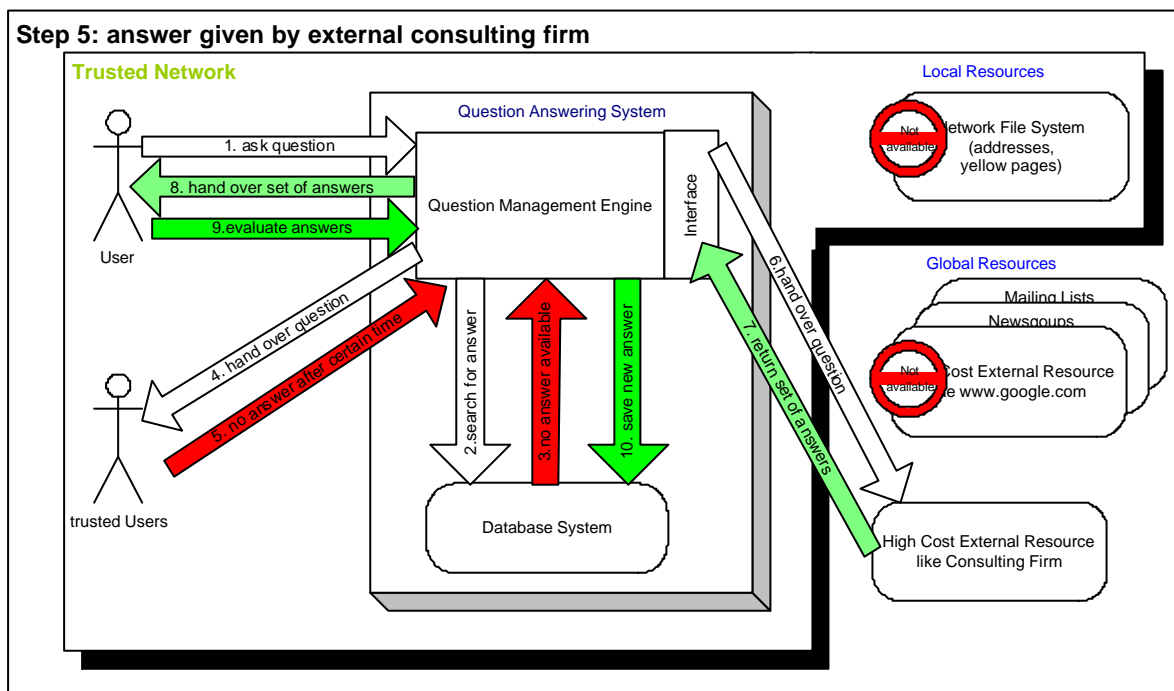 Step 5: answer given by external consulting firm
Trusted Network
Local Resources
Question Answering System
Not
available
Network File System
(addresses,
yellow pages)
1. ask question
8. hand over set of answers
9.evaluate answers
User
Question Management Engine
Interface
4. hand over question
5. no answer after certain time
trusted Users
2.search for answer
3.no answer available
10. save new answer
Database System
6.hand over question
7. return set of answers
Global Resources
Mailing Lists
Newsgoups
Not
available
Cost External Resource
www.google.com
High Cost External Resource
like Consulting Firm